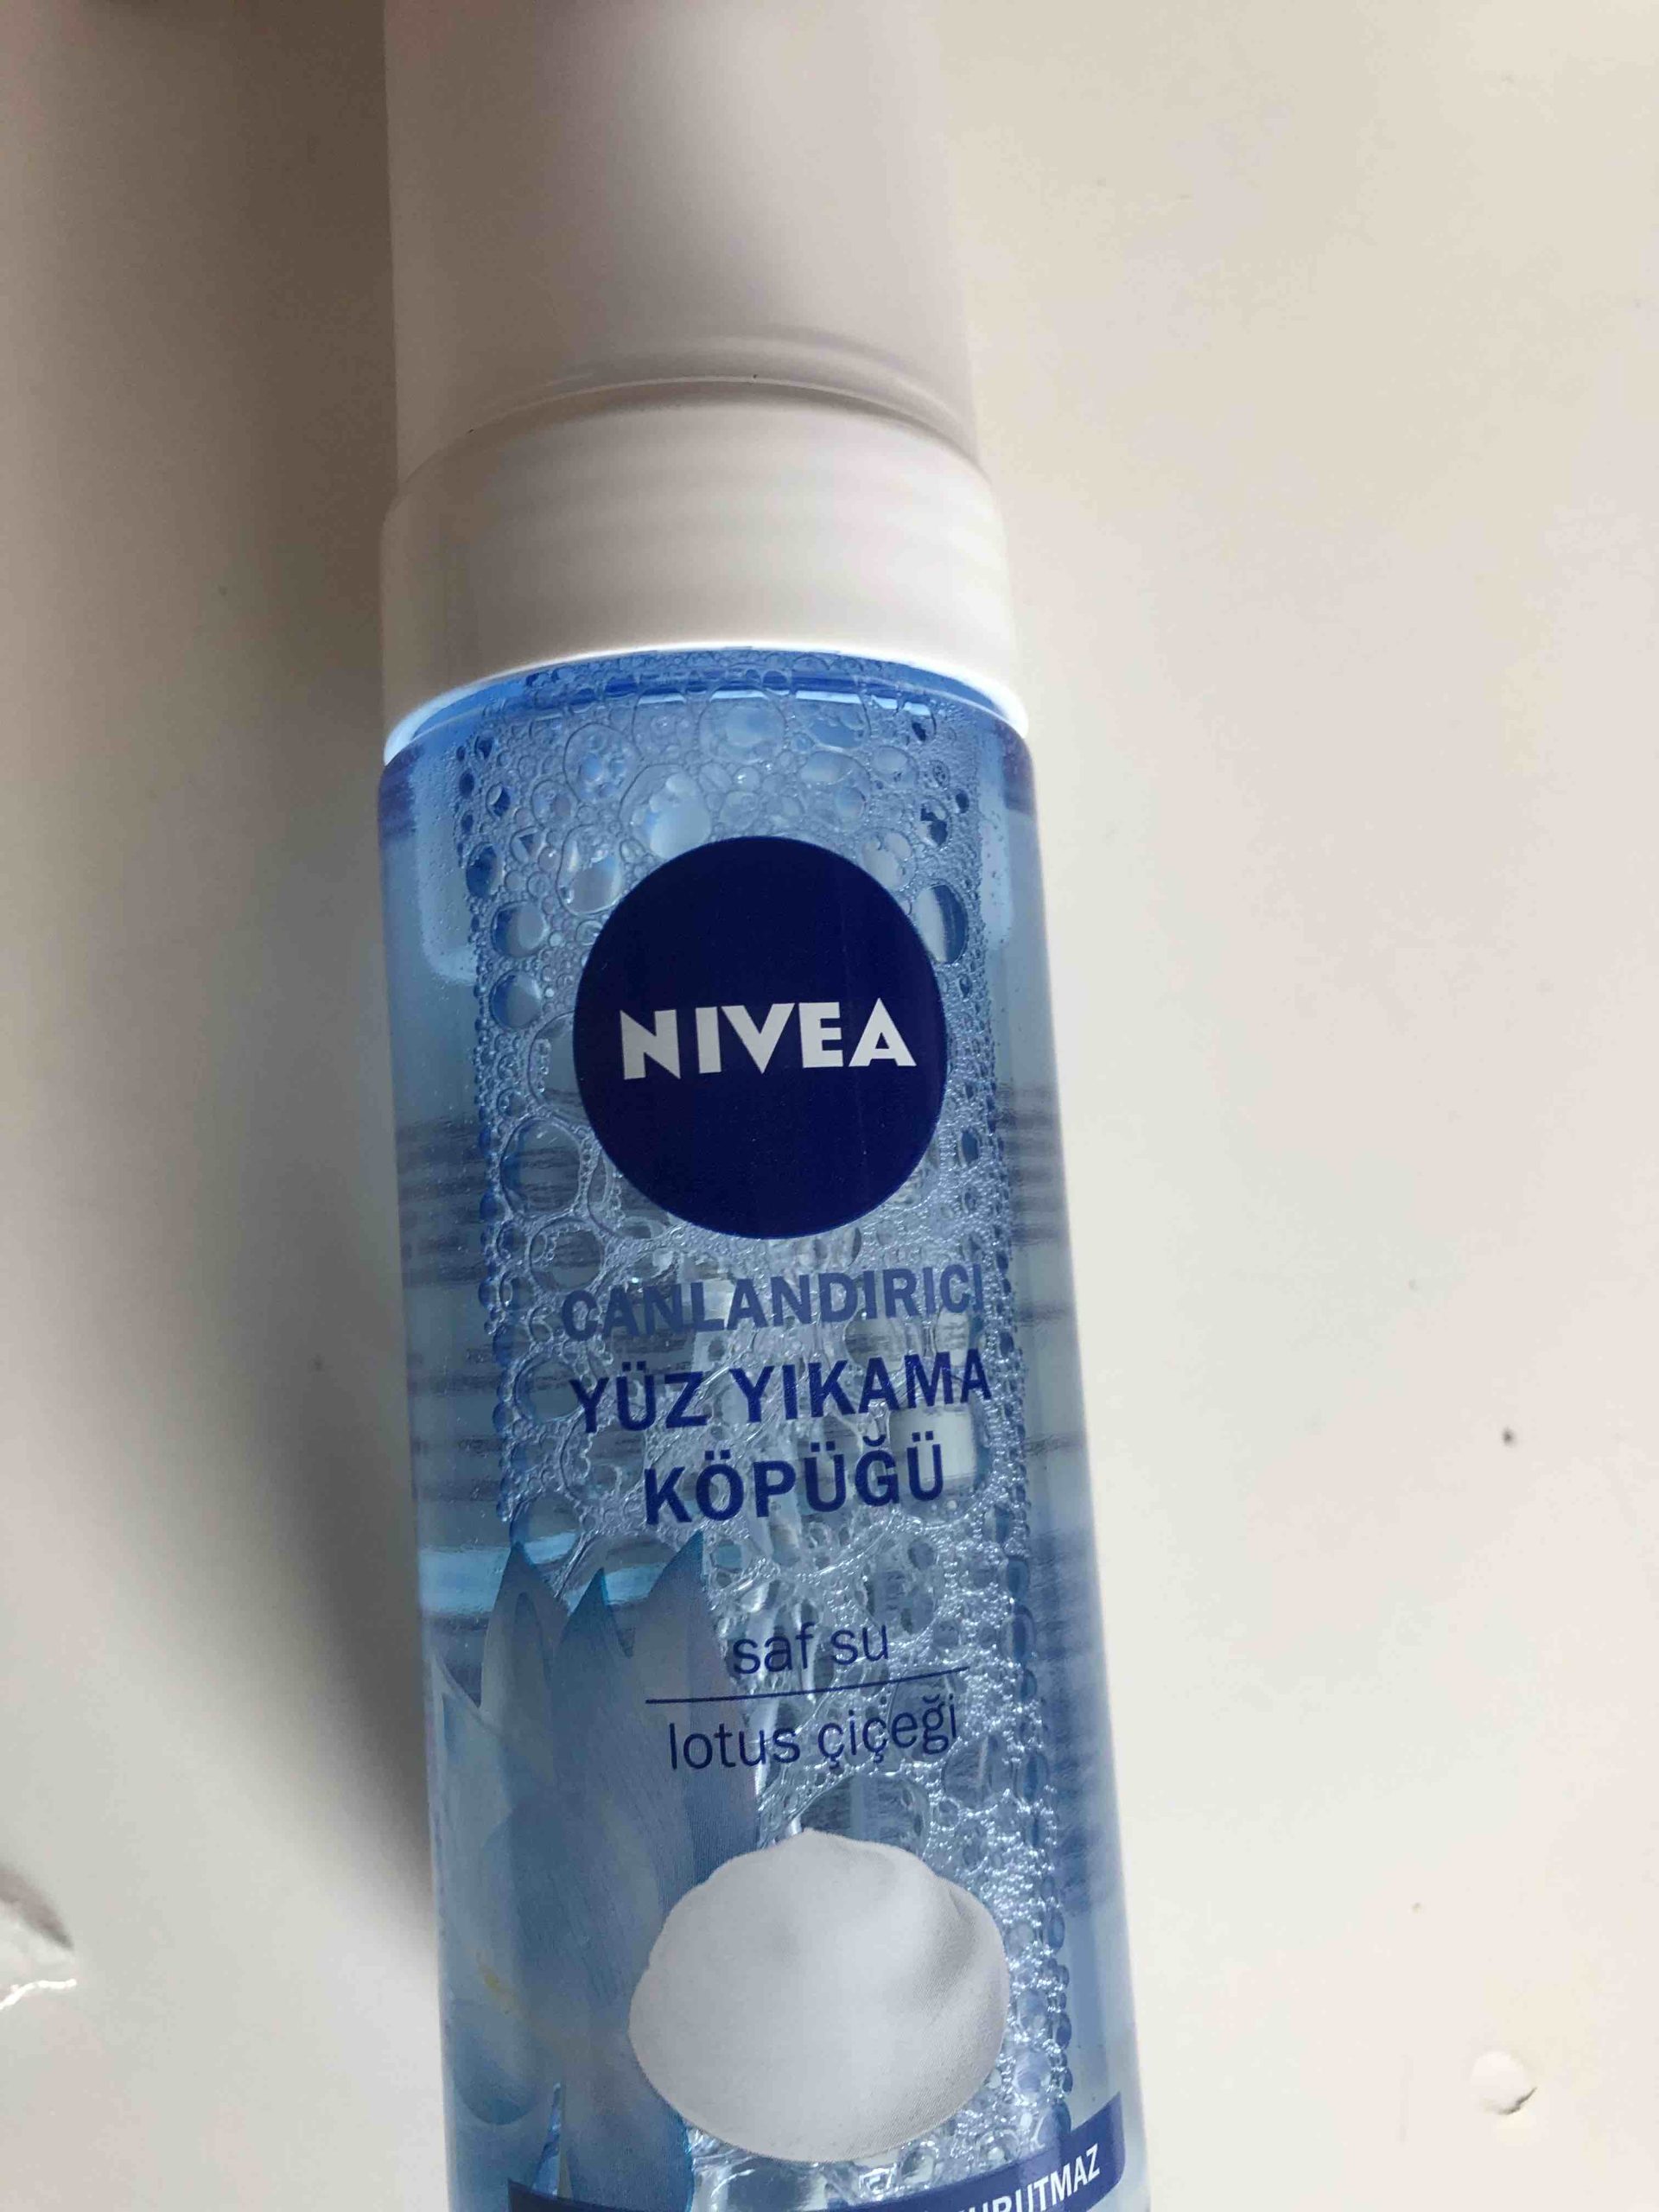 NIVEA
CANLANDIRICI
YÜZ YIKAMA
KÖPÜĞÜ
saf su
lotus çiçeği